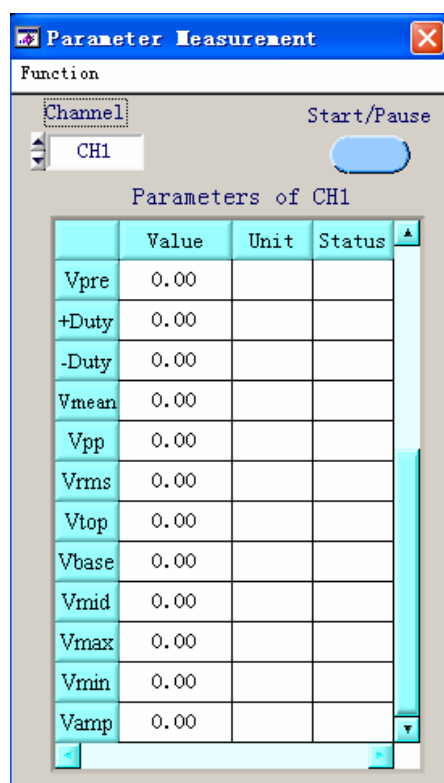 Parameter Measurement
Function
Channel
Start/Pause
CH1
Parameters of CH1
Value Unit Status
Vpre 0.00
+Duty 0.00
-Duty 0.00
Vmean 0.00
Vpp 0.00
Vrms 0.00
Vtop 0.00
Vbase 0.00
Vmid 0.00
Vmax 0.00
Vmin 0.00
Vamp 0.00